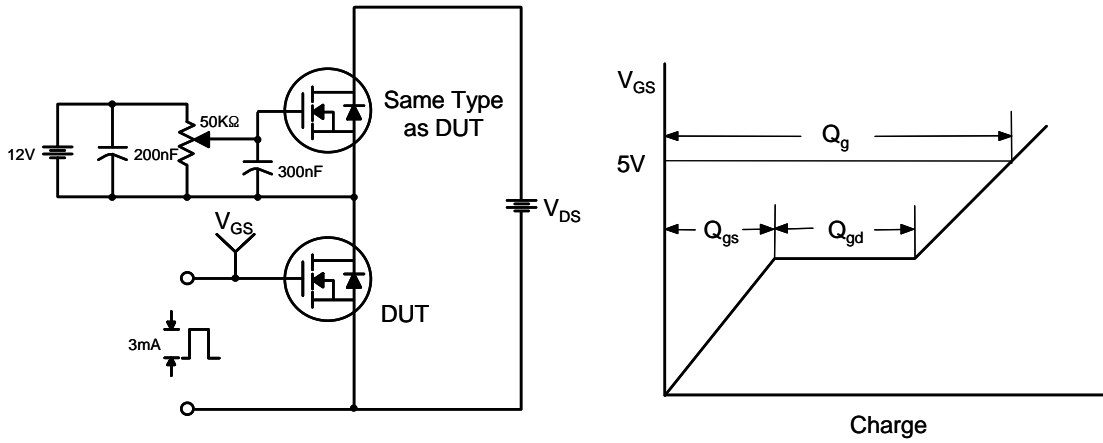 12V
200nF
50KΩ
300nF
Same Type
as DUT
V_DS
V_GS
DUT
3mA
V_GS
5V
Q_g
Q_gs
Q_gd
Charge